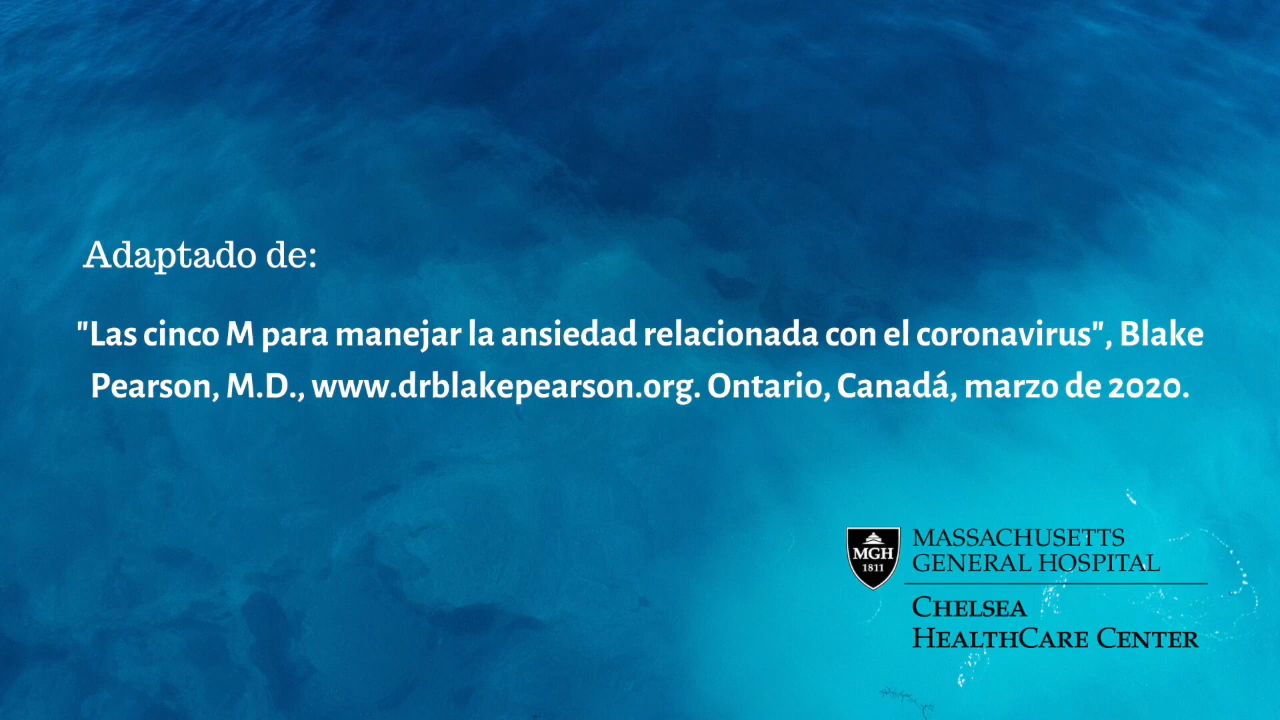 Adaptado de:
"Las cinco M para manejar la ansiedad relacionada con el coronavirus", Blake
Pearson, M.D., www.drblakepearson.org. Ontario, Canadá, marzo de 2020.
MGH
1811
MASSACHUSETTS
GENERAL HOSPITAL
CHELSEA
HEALTHCARE CENTER